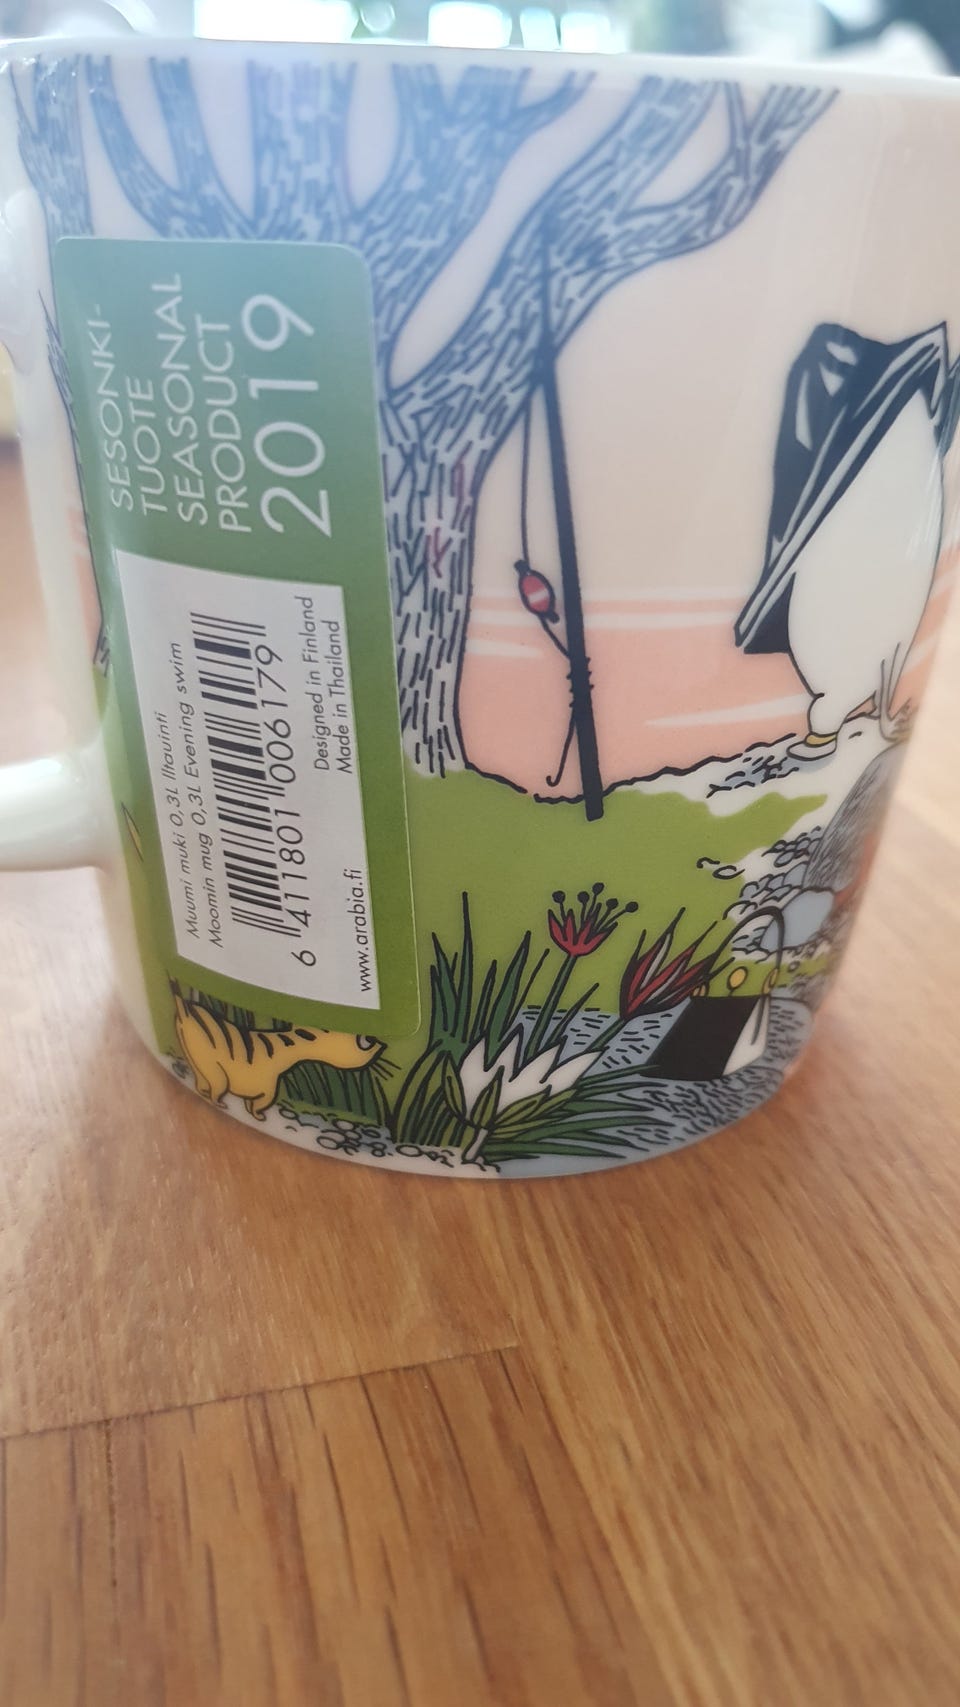 SESONKI-
TUOTE
SEASONAL
PRODUCT
2019
Muumi muki 0,3L Iltauinti
Moomin mug 0,3L Evening swim
6 411801 006179
Designed in Finland
Made in Thailand
www.arabia.fi